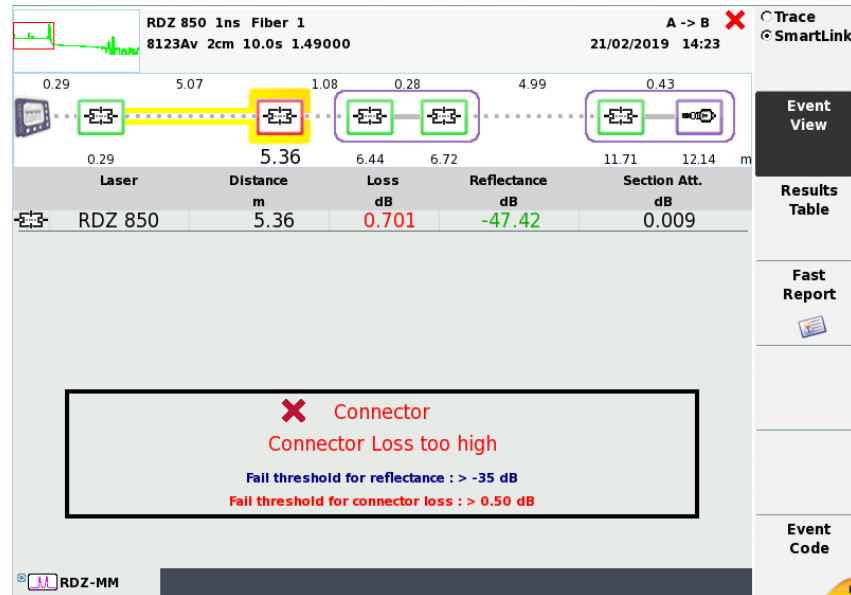 RDZ 850 1ns Fiber 1
A -> B
8123Av 2cm 10.0s 1.49000
21/02/2019 14:23
Trace
SmartLink
0.29 5.07 1.08 0.28 4.99 0.43
0.29 5.36 6.44 6.72 11.71 12.14 m
Event
View
Laser Distance Loss Reflectance Section Att.
m dB dB dB
RDZ 850 5.36 0.701 -47.42 0.009
Results
Table
Fast
Report
Connector
Connector Loss too high
Fail threshold for reflectance : > -35 dB
Fail threshold for connector loss : > 0.50 dB
Event
Code
RDZ-MM